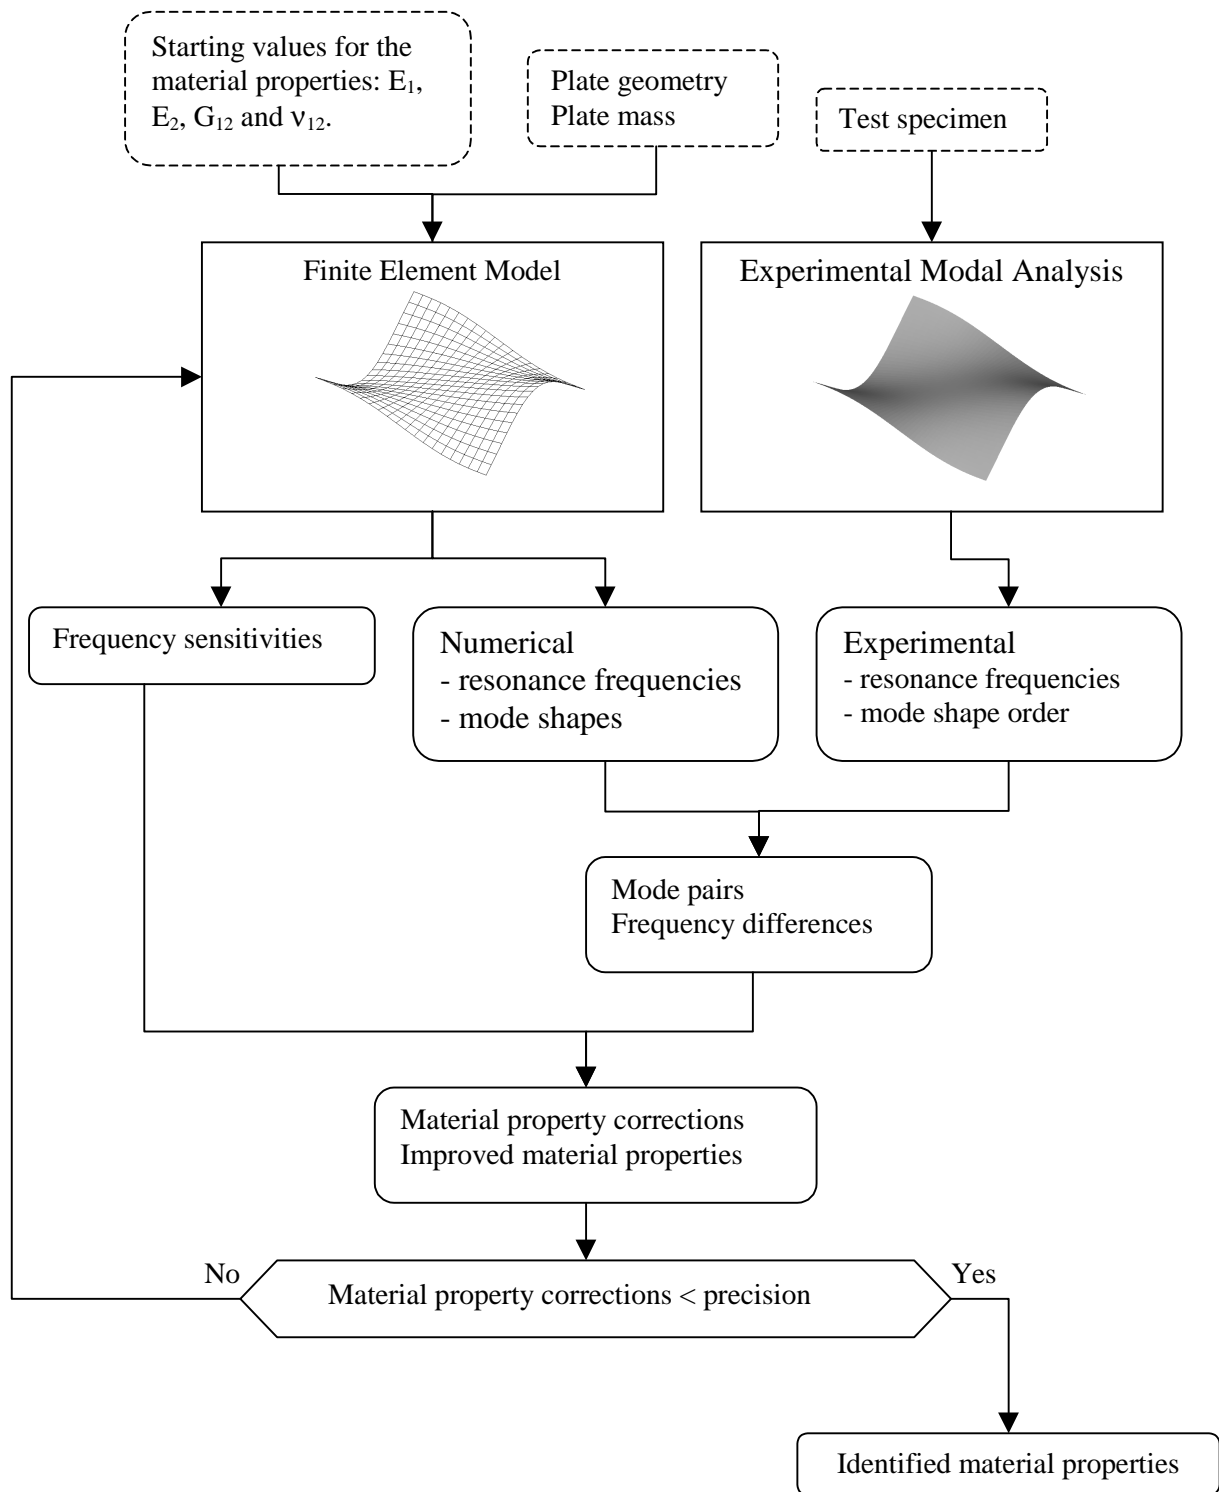 Starting values for the
material properties: E₁,
E₂, G₁₂ and ν₁₂.
Plate geometry
Plate mass
Test specimen
Finite Element Model
Experimental Modal Analysis
Frequency sensitivities
Numerical
- resonance frequencies
- mode shapes
Experimental
- resonance frequencies
- mode shape order
Mode pairs
Frequency differences
Material property corrections
Improved material properties
No
Material property corrections < precision
Yes
Identified material properties